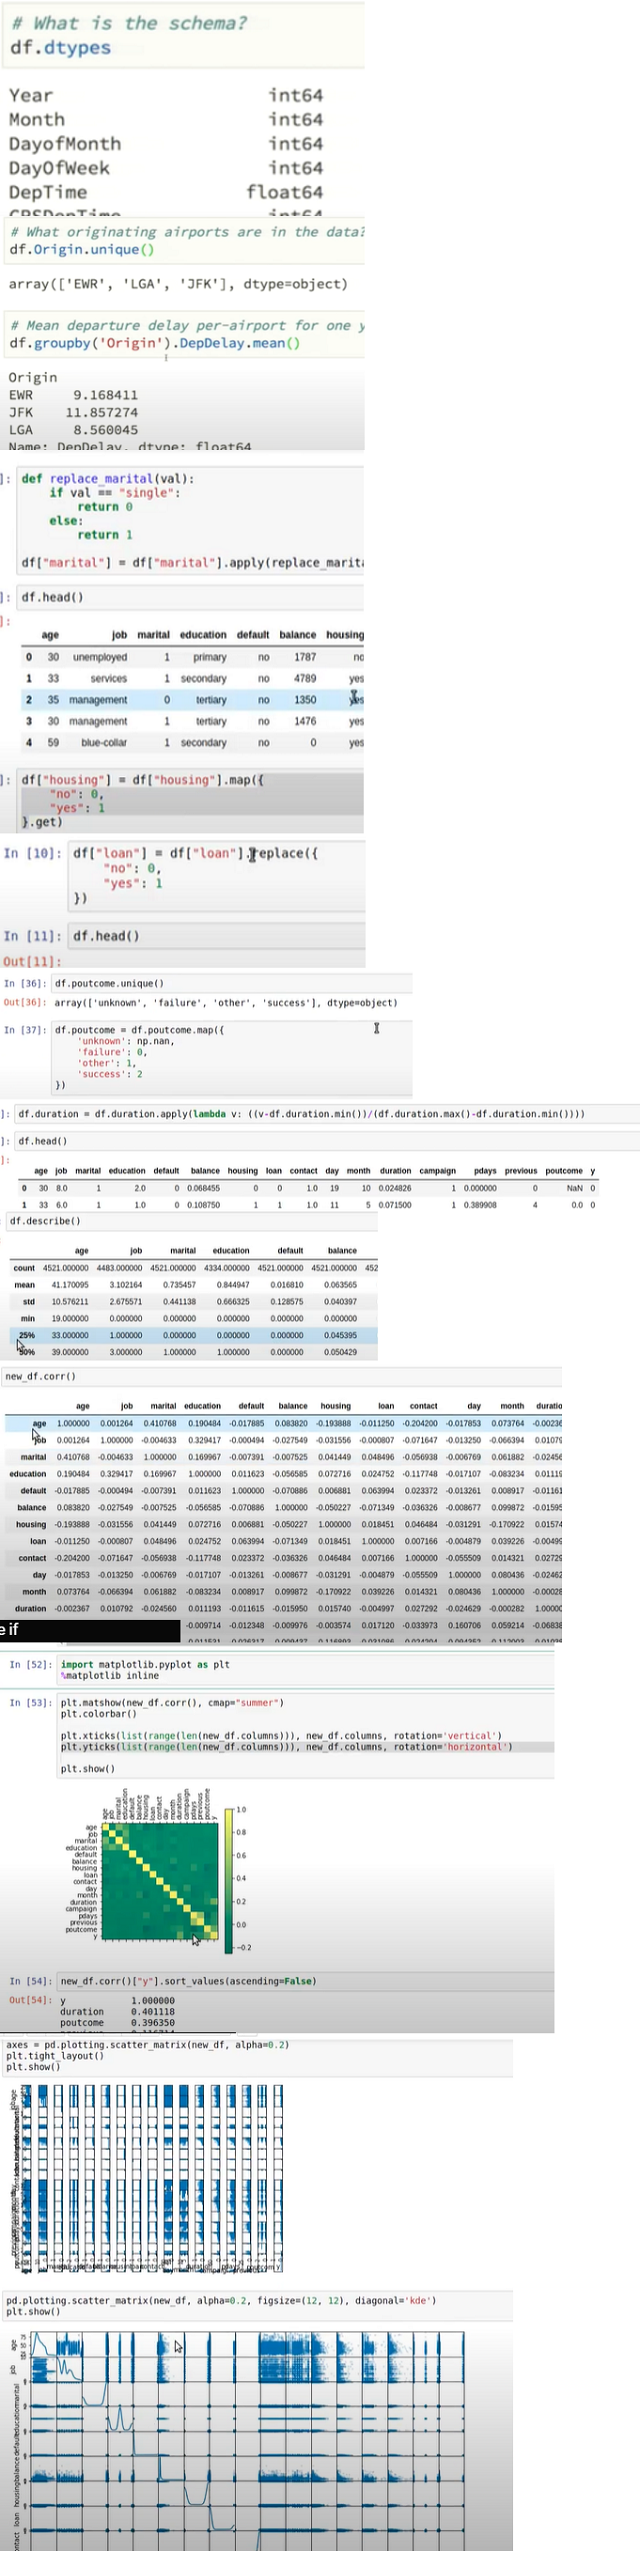 # What is the schema?
df.dtypes
Year int64
Month int64
DayofMonth int64
DayOfWeek int64
DepTime float64
CRSDepTime int64
# What originating airports are in the data?
df.Origin.unique()
array(['EWR', 'LGA', 'JFK'], dtype=object)
# Mean departure delay per-airport for one y
df.groupby('Origin').DepDelay.mean()
Origin
EWR 9.168411
JFK 11.857274
LGA 8.560045
Name: DepDelay, dtype: float64
]: def replace_marital(val):
if val == "single":
return 0
else:
return 1
df["marital"] = df["marital"].apply(replace_marita
]: df.head()
]:
age job marital education default balance housing
0 30 unemployed 1 primary no 1787 no
1 33 services 1 secondary no 4789 yes
2 35 management 0 tertiary no 1350 yes
3 30 management 1 tertiary no 1476 yes
4 59 blue-collar 1 secondary no 0 yes
]: df["housing"] = df["housing"].map({
"no": 0,
"yes": 1
}.get)
In [10]: df["loan"] = df["loan"].replace({
"no": 0,
"yes": 1
})
In [11]: df.head()
Out[11]:
In [36]: df.poutcome.unique()
Out[36]: array(['unknown', 'failure', 'other', 'success'], dtype=object)
In [37]: df.poutcome = df.poutcome.map({
'unknown': np.nan,
'failure': 0,
'other': 1,
'success': 2
})
]: df.duration = df.duration.apply(lambda v: ((v-df.duration.min())/(df.duration.max()-df.duration.min())))
]: df.head()
]:
age job marital education default balance housing loan contact day month duration campaign pdays previous poutcome y
0 30 8.0 1 2.0 0 0.068455 0 0 1.0 19 10 0.024826 1 0.000000 0 NaN 0
1 33 6.0 1 1.0 0 0.108750 1 1 1.0 11 5 0.071500 1 0.389908 4 0.0 0
df.describe()
age job marital education default balance
count 4521.000000 4483.000000 4521.000000 4334.000000 4521.000000 4521.000000 452
mean 41.170095 3.102164 0.735457 0.844947 0.016810 0.063565
std 10.576211 2.675571 0.441138 0.666325 0.128575 0.040397
min 19.000000 0.000000 0.000000 0.000000 0.000000 0.000000
25% 33.000000 1.000000 0.000000 0.000000 0.000000 0.045395
50% 39.000000 3.000000 1.000000 1.000000 0.000000 0.050429
new_df.corr()
age job marital education default balance housing loan contact day month duratio
age 1.000000 0.001264 0.410768 0.190484 -0.017885 0.083820 -0.193888 -0.011250 -0.204200 -0.017853 0.073764 -0.00236
job 0.001264 1.000000 -0.004633 0.329417 -0.000494 -0.027549 -0.031556 -0.000807 -0.071647 -0.013250 -0.066394 0.01079
marital 0.410768 -0.004633 1.000000 0.169967 -0.007391 -0.007525 0.041449 0.048496 -0.056938 -0.006769 0.061882 -0.02456
education 0.190484 0.329417 0.169967 1.000000 0.011623 -0.056585 0.072716 0.024752 -0.117748 -0.017107 -0.083234 0.01119
default -0.017885 -0.000494 -0.007391 0.011623 1.000000 -0.070886 0.006881 0.063994 0.023372 -0.013261 0.008917 -0.01161
balance 0.083820 -0.027549 -0.007525 -0.056585 -0.070886 1.000000 -0.050227 -0.071349 -0.036326 -0.008677 0.099872 -0.01595
housing -0.193888 -0.031556 0.041449 0.072716 0.006881 -0.050227 1.000000 0.018451 0.046484 -0.031291 -0.170922 0.01574
loan -0.011250 -0.000807 0.048496 0.024752 0.063994 -0.071349 0.018451 1.000000 0.007166 -0.004879 0.039226 -0.00499
contact -0.204200 -0.071647 -0.056938 -0.117748 0.023372 -0.036326 0.046484 0.007166 1.000000 -0.055509 0.014321 0.02729
day -0.017853 -0.013250 -0.006769 -0.017107 -0.013261 -0.008677 -0.031291 -0.004879 -0.055509 1.000000 0.080436 -0.02462
month 0.073764 -0.066394 0.061882 -0.083234 0.008917 0.099872 -0.170922 0.039226 0.014321 0.080436 1.000000 -0.00028
duration -0.002367 0.010792 -0.024560 0.011193 -0.011615 -0.015950 0.015740 -0.004997 0.027292 -0.024629 -0.000282 1.00000
e if -0.009714 -0.012348 -0.009976 -0.003574 0.017120 -0.033973 0.160706 0.059214 -0.06838
In [52]: import matplotlib.pyplot as plt
%matplotlib inline
In [53]: plt.matshow(new_df.corr(), cmap="summer")
plt.colorbar()
plt.xticks(list(range(len(new_df.columns))), new_df.columns, rotation='vertical')
plt.yticks(list(range(len(new_df.columns))), new_df.columns, rotation='horizontal')
plt.show()
age job marital education default balance housing loan contact day month duration campaign pdays previous poutcome y
age
job
marital
education
default
balance
housing
loan
contact
day
month
duration
campaign
pdays
previous
poutcome
y
1.0
0.8
0.6
0.4
0.2
0.0
−0.2
In [54]: new_df.corr()["y"].sort_values(ascending=False)
Out[54]: y 1.000000
duration 0.401118
poutcome 0.396350
axes = pd.plotting.scatter_matrix(new_df, alpha=0.2)
plt.tight_layout()
plt.show()
pd.plotting.scatter_matrix(new_df, alpha=0.2, figsize=(12, 12), diagonal='kde')
plt.show()
age
job
marital
education
default
balance
housing
loan